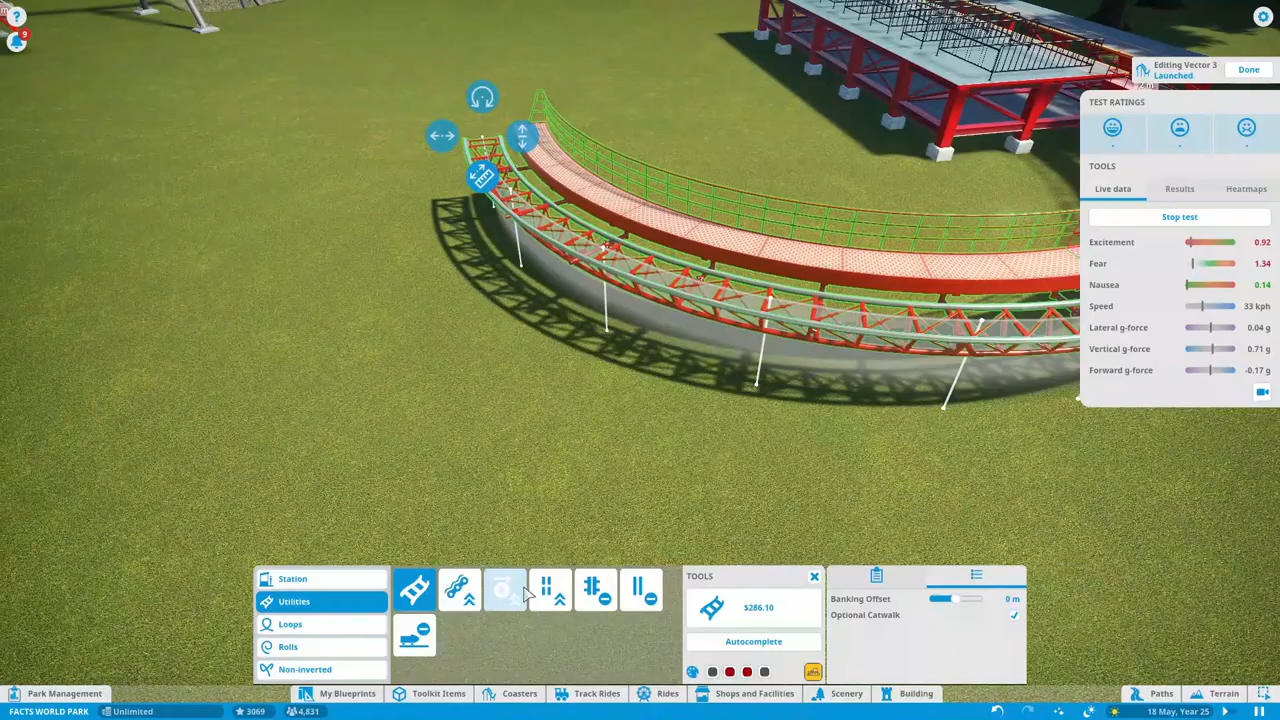 ?
9
Editing Vector 3
Launched
Done
TEST RATINGS
- - -
TOOLS
Live data Results Heatmaps
Stop test
Excitement 0.92
Fear 1.34
Nausea 0.14
Speed 33 kph
Lateral g-force 0.04 g
Vertical g-force 0.71 g
Forward g-force -0.17 g
Station
Utilities
Loops
Rolls
Non-inverted
TOOLS
$286.10
Autocomplete
Banking Offset 0 m
Optional Catwalk
Park Management My Blueprints Toolkit Items Coasters Track Rides Rides Shops and Facilities Scenery Building Paths Terrain
FACTS WORLD PARK Unlimited 3069 4,831 18 May, Year 25